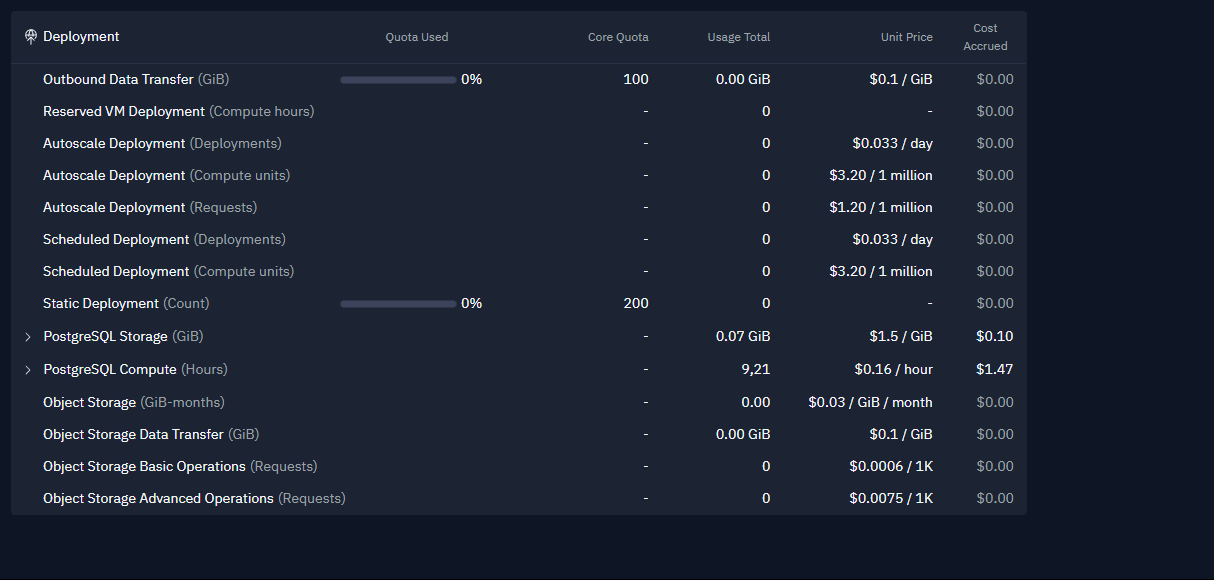 Deployment Quota Used Core Quota Usage Total Unit Price Cost Accrued
Outbound Data Transfer (GiB) 0% 100 0.00 GiB $0.1 / GiB $0.00
Reserved VM Deployment (Compute hours) - 0 - $0.00
Autoscale Deployment (Deployments) - 0 $0.033 / day $0.00
Autoscale Deployment (Compute units) - 0 $3.20 / 1 million $0.00
Autoscale Deployment (Requests) - 0 $1.20 / 1 million $0.00
Scheduled Deployment (Deployments) - 0 $0.033 / day $0.00
Scheduled Deployment (Compute units) - 0 $3.20 / 1 million $0.00
Static Deployment (Count) 0% 200 0 - $0.00
PostgreSQL Storage (GiB) - 0.07 GiB $1.5 / GiB $0.10
PostgreSQL Compute (Hours) - 9,21 $0.16 / hour $1.47
Object Storage (GiB-months) - 0.00 $0.03 / GiB / month $0.00
Object Storage Data Transfer (GiB) - 0.00 GiB $0.1 / GiB $0.00
Object Storage Basic Operations (Requests) - 0 $0.0006 / 1K $0.00
Object Storage Advanced Operations (Requests) - 0 $0.0075 / 1K $0.00